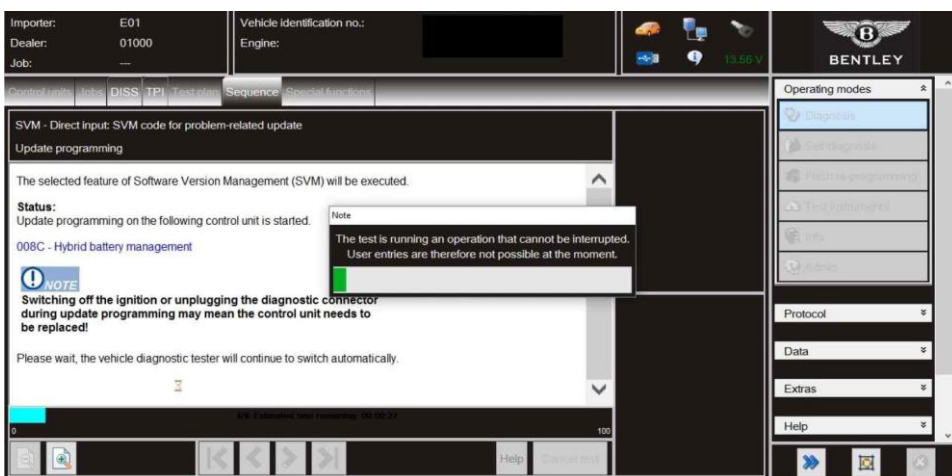 Importer: E01
Dealer: 01000
Job: ---
Vehicle identification no.:
Engine:
13.56 V
B
BENTLEY
Control units Jobs DISS TPI Test plan Sequence Special functions
SVM - Direct input: SVM code for problem-related update
Update programming
The selected feature of Software Version Management (SVM) will be executed.
Status:
Update programming on the following control unit is started.
008C - Hybrid battery management
NOTE
Switching off the ignition or unplugging the diagnostic connector
during update programming may mean the control unit needs to
be replaced!
Please wait, the vehicle diagnostic tester will continue to switch automatically.
Note
The test is running an operation that cannot be interrupted.
User entries are therefore not possible at the moment.
Estimated time remaining: 00:00:27
0 100
Help Cancel test
Operating modes
Diagnosis
Test instruments
Info
Admin
Protocol
Data
Extras
Help